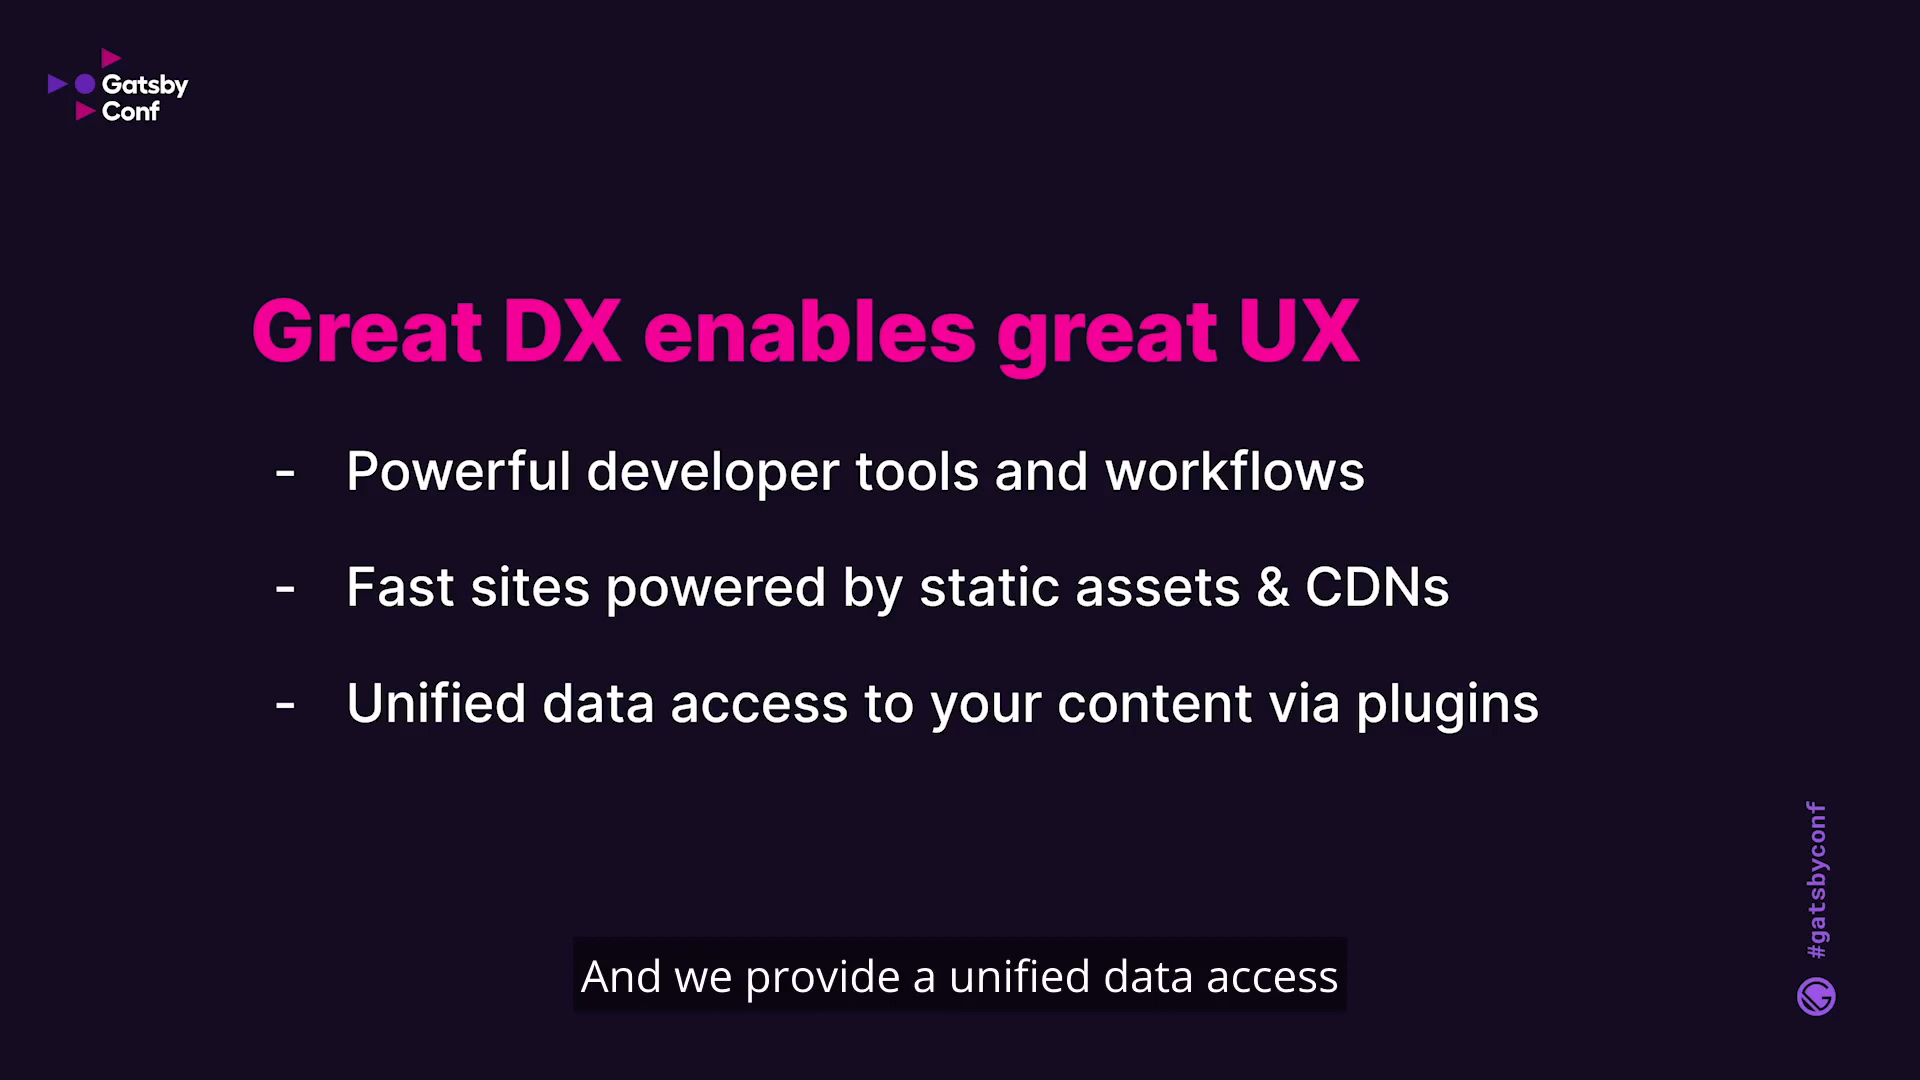 Gatsby
Conf
Great DX enables great UX
- Powerful developer tools and workflows
- Fast sites powered by static assets & CDNs
- Unified data access to your content via plugins
#gatsbyconf
And we provide a unified data access